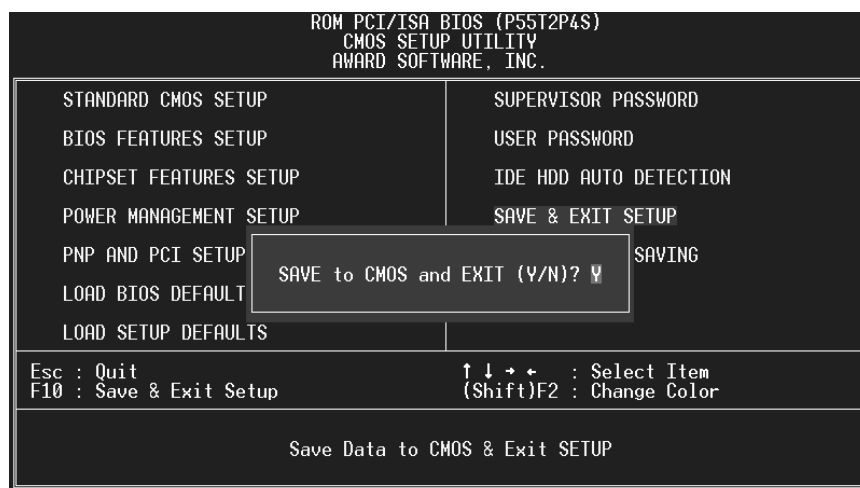 ROM PCI/ISA BIOS (P55T2P4S)
CMOS SETUP UTILITY
AWARD SOFTWARE, INC.
STANDARD CMOS SETUP
BIOS FEATURES SETUP
CHIPSET FEATURES SETUP
POWER MANAGEMENT SETUP
PNP AND PCI SETUP
LOAD BIOS DEFAULT
LOAD SETUP DEFAULTS
SUPERVISOR PASSWORD
USER PASSWORD
IDE HDD AUTO DETECTION
SAVE & EXIT SETUP
SAVING
SAVE to CMOS and EXIT (Y/N)? Y
Esc : Quit
F10 : Save & Exit Setup
↑ ↓ → ← : Select Item
(Shift)F2 : Change Color
Save Data to CMOS & Exit SETUP